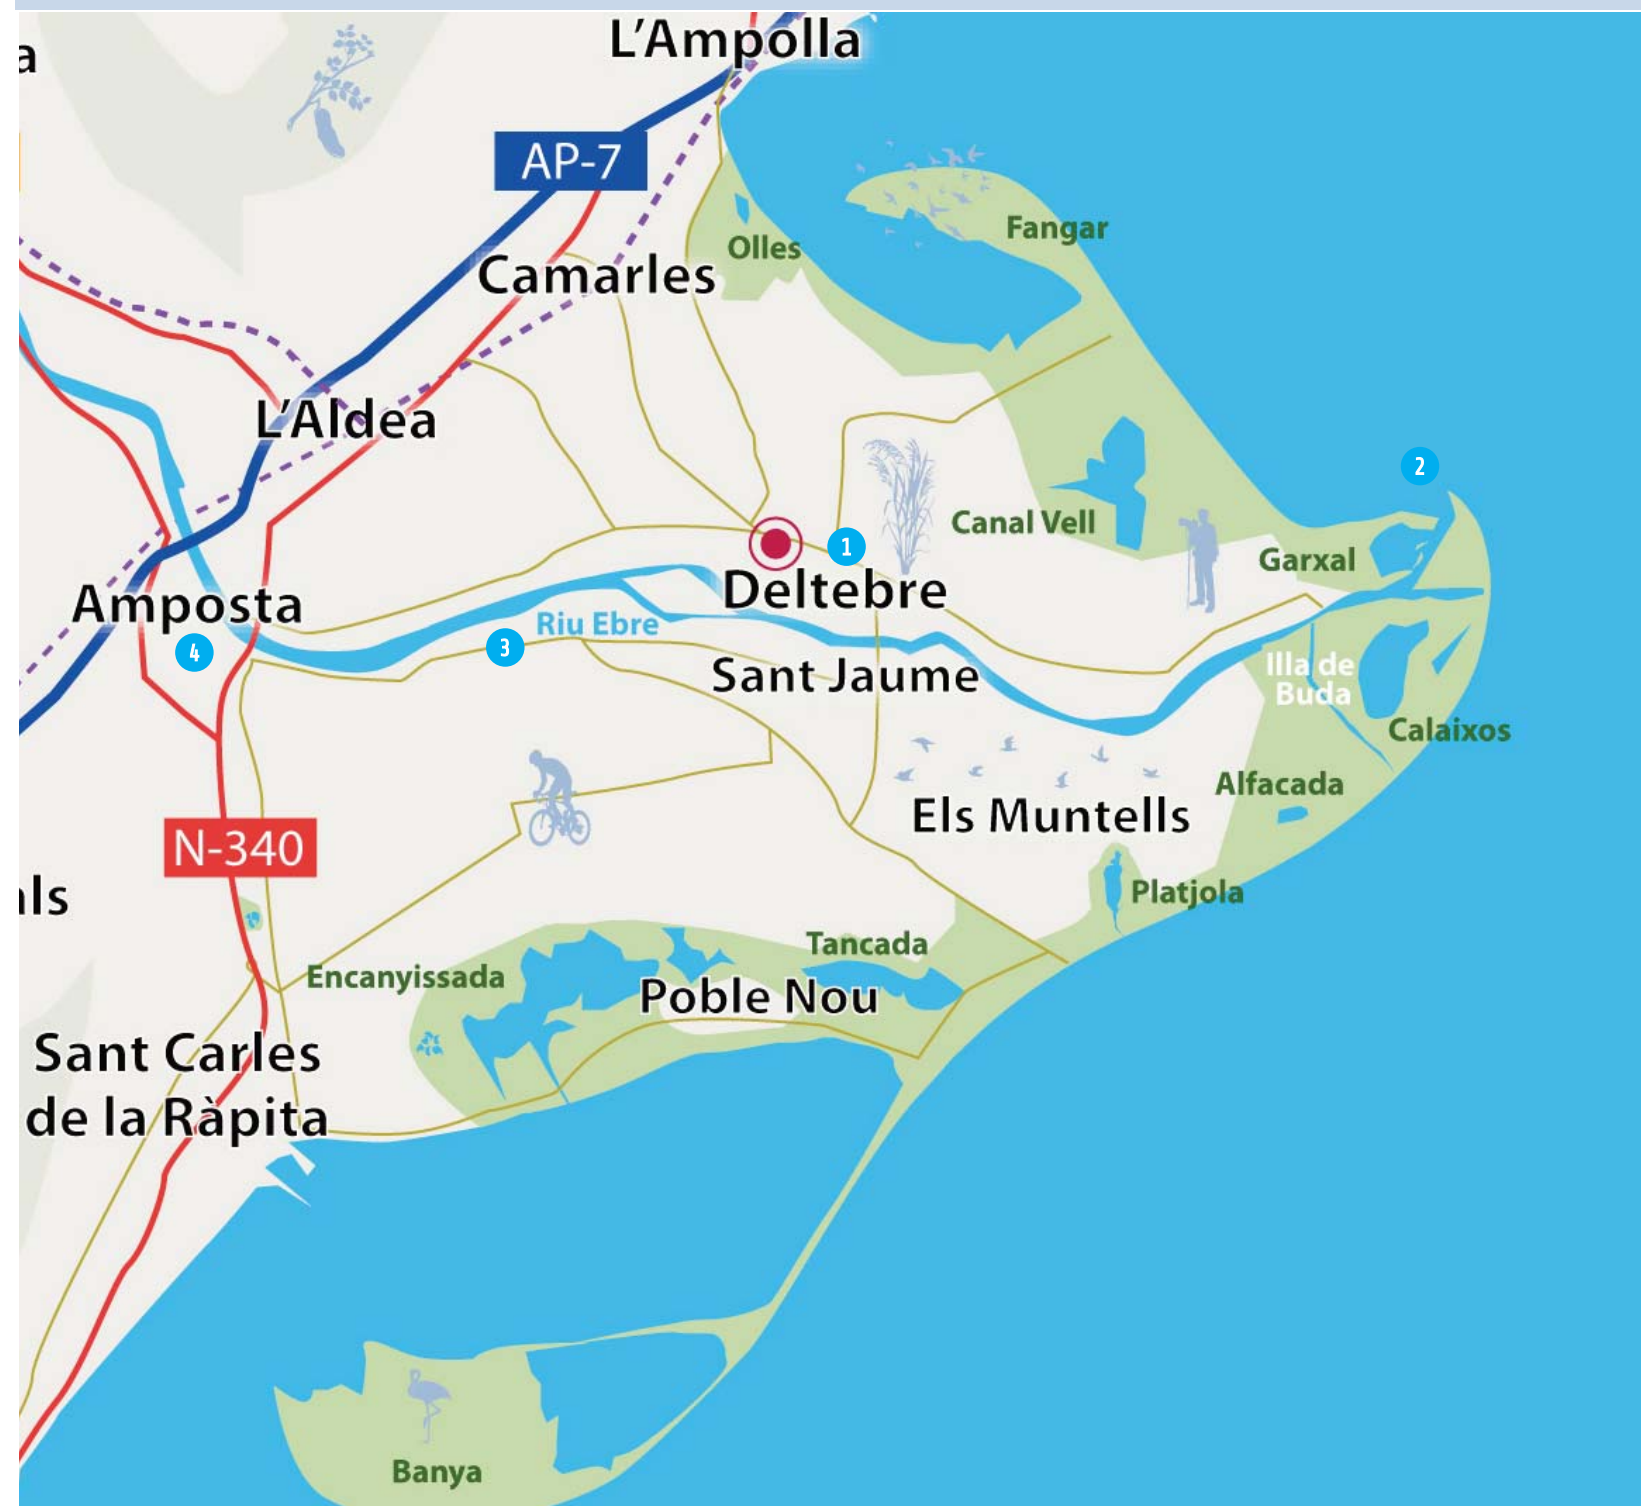 L'Ampolla
a
AP-7
Fangar
Olles
Camarles
L'Aldea
2
Canal Vell
1
Garxal
Deltebre
Amposta
Riu Ebre
3
4
Sant Jaume
Illa de
Buda
Calaixos
Alfacada
Els Muntells
N-340
als
Platjola
Tancada
Encanyissada
Poble Nou
Sant Carles
de la Ràpita
Banya